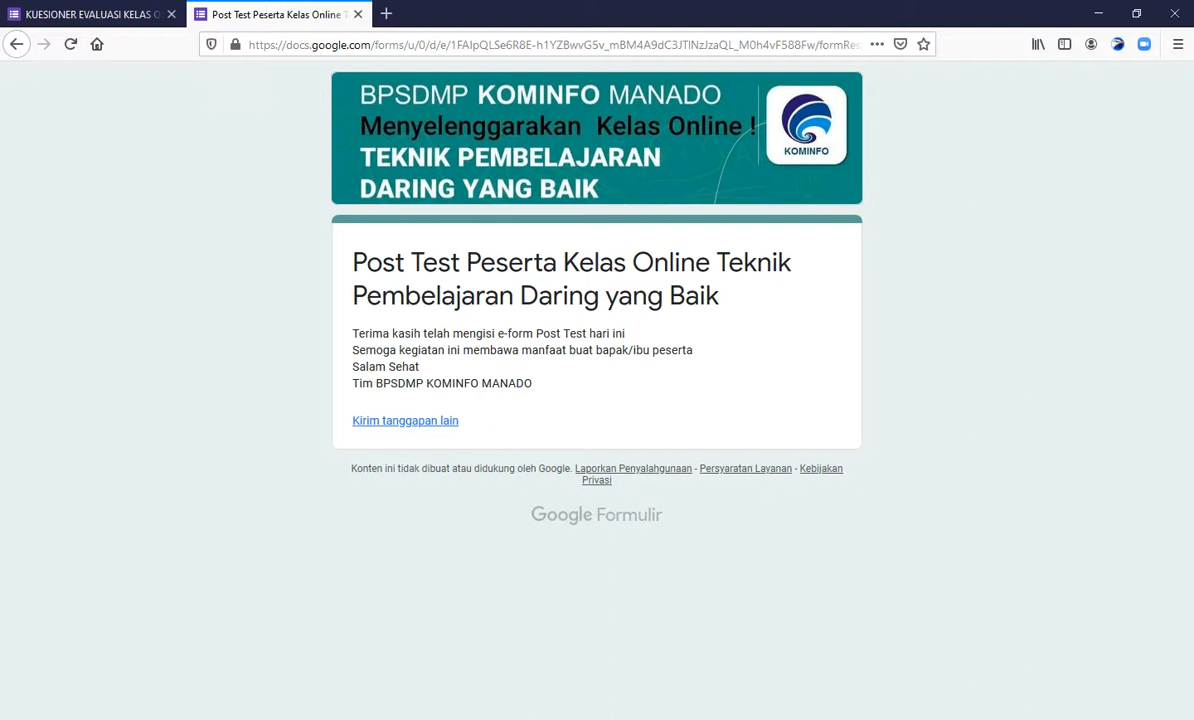 KUESIONER EVALUASI KELAS O
Post Test Peserta Kelas Online T
https://docs.google.com/forms/u/0/d/e/1FAIpQLSe6R8E-h1YZBwvG5v_mBM4A9dC3JTlNzJzaQL_M0h4vF588Fw/formRes
BPSDMP KOMINFO MANADO
Menyelenggarakan Kelas Online !
TEKNIK PEMBELAJARAN
DARING YANG BAIK
KOMINFO
Post Test Peserta Kelas Online Teknik
Pembelajaran Daring yang Baik
Terima kasih telah mengisi e-form Post Test hari ini
Semoga kegiatan ini membawa manfaat buat bapak/ibu peserta
Salam Sehat
Tim BPSDMP KOMINFO MANADO
Kirim tanggapan lain
Konten ini tidak dibuat atau didukung oleh Google. Laporkan Penyalahgunaan - Persyaratan Layanan - Kebijakan
Privasi
Google Formulir